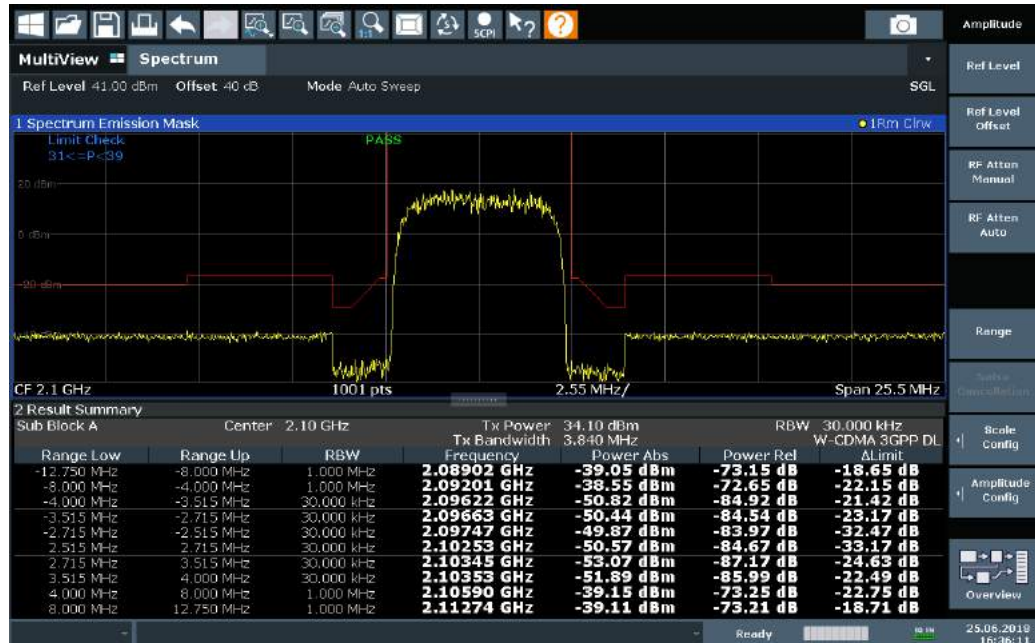 1:1
SCPI
?
?
Amplitude
MultiView Spectrum
Ref Level 41.00 dBm Offset 40 dB Mode Auto Sweep SGL
1 Spectrum Emission Mask 1Rm Clrw
Limit Check PASS
31<=P<39
20 dBm
0 dBm
-20 dBm
CF 2.1 GHz 1001 pts 2.55 MHz/ Span 25.5 MHz
2 Result Summary
Sub Block A Center 2.10 GHz Tx Power 34.10 dBm RBW 30.000 kHz
Tx Bandwidth 3.840 MHz W-CDMA 3GPP DL
Range Low Range Up RBW Frequency Power Abs Power Rel ΔLimit
-12.750 MHz -8.000 MHz 1.000 MHz 2.08902 GHz -39.05 dBm -73.15 dB -18.65 dB
-8.000 MHz -4.000 MHz 1.000 MHz 2.09201 GHz -38.55 dBm -72.65 dB -22.15 dB
-4.000 MHz -3.515 MHz 30.000 kHz 2.09622 GHz -50.82 dBm -84.92 dB -21.42 dB
-3.515 MHz -2.715 MHz 30.000 kHz 2.09663 GHz -50.44 dBm -84.54 dB -23.17 dB
-2.715 MHz -2.515 MHz 30.000 kHz 2.09747 GHz -49.87 dBm -83.97 dB -32.47 dB
2.515 MHz 2.715 MHz 30.000 kHz 2.10253 GHz -50.57 dBm -84.67 dB -33.17 dB
2.715 MHz 3.515 MHz 30.000 kHz 2.10345 GHz -53.07 dBm -87.17 dB -24.63 dB
3.515 MHz 4.000 MHz 30.000 kHz 2.10353 GHz -51.89 dBm -85.99 dB -22.49 dB
4.000 MHz 8.000 MHz 1.000 MHz 2.10590 GHz -39.15 dBm -73.25 dB -22.75 dB
8.000 MHz 12.750 MHz 1.000 MHz 2.11274 GHz -39.11 dBm -73.21 dB -18.71 dB
Ref Level
Ref Level
Offset
RF Atten
Manual
RF Atten
Auto
Range
Scale
Config
Amplitude
Config
Overview
Ready
25.06.2018
16:36:11